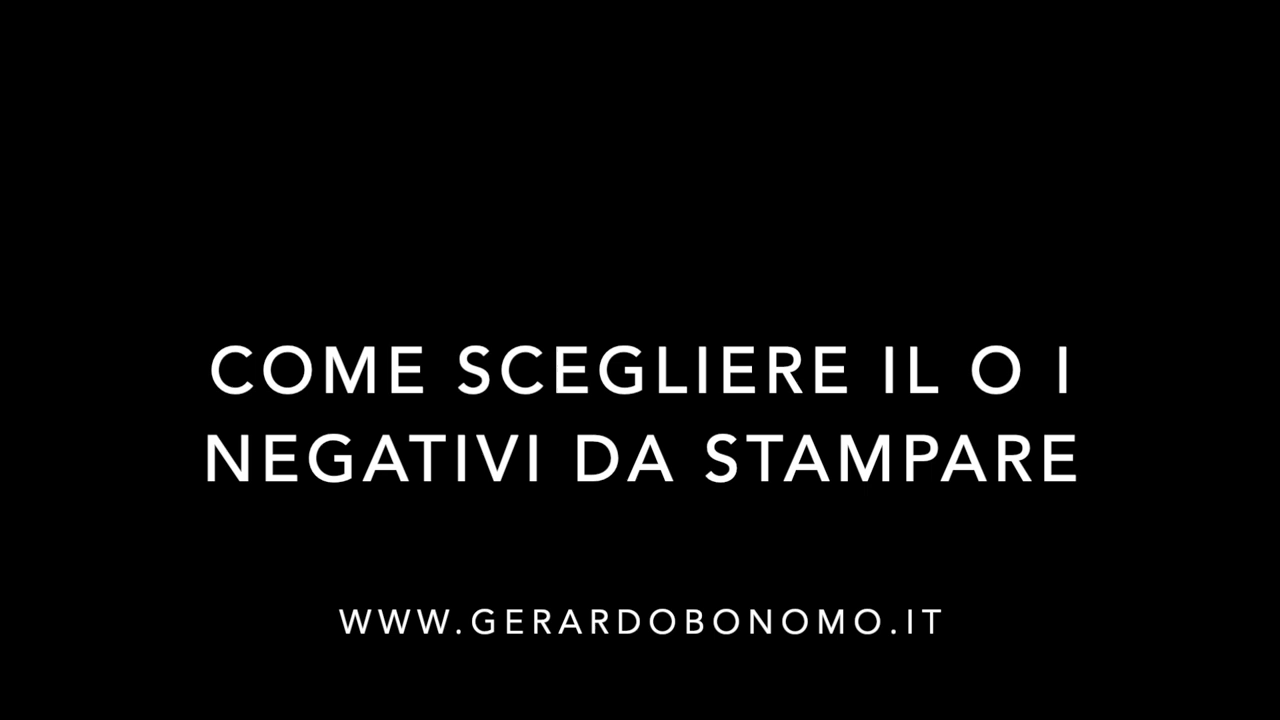 COME SCEGLIERE IL O I
NEGATIVI DA STAMPARE
WWW.GERARDOBONOMO.IT